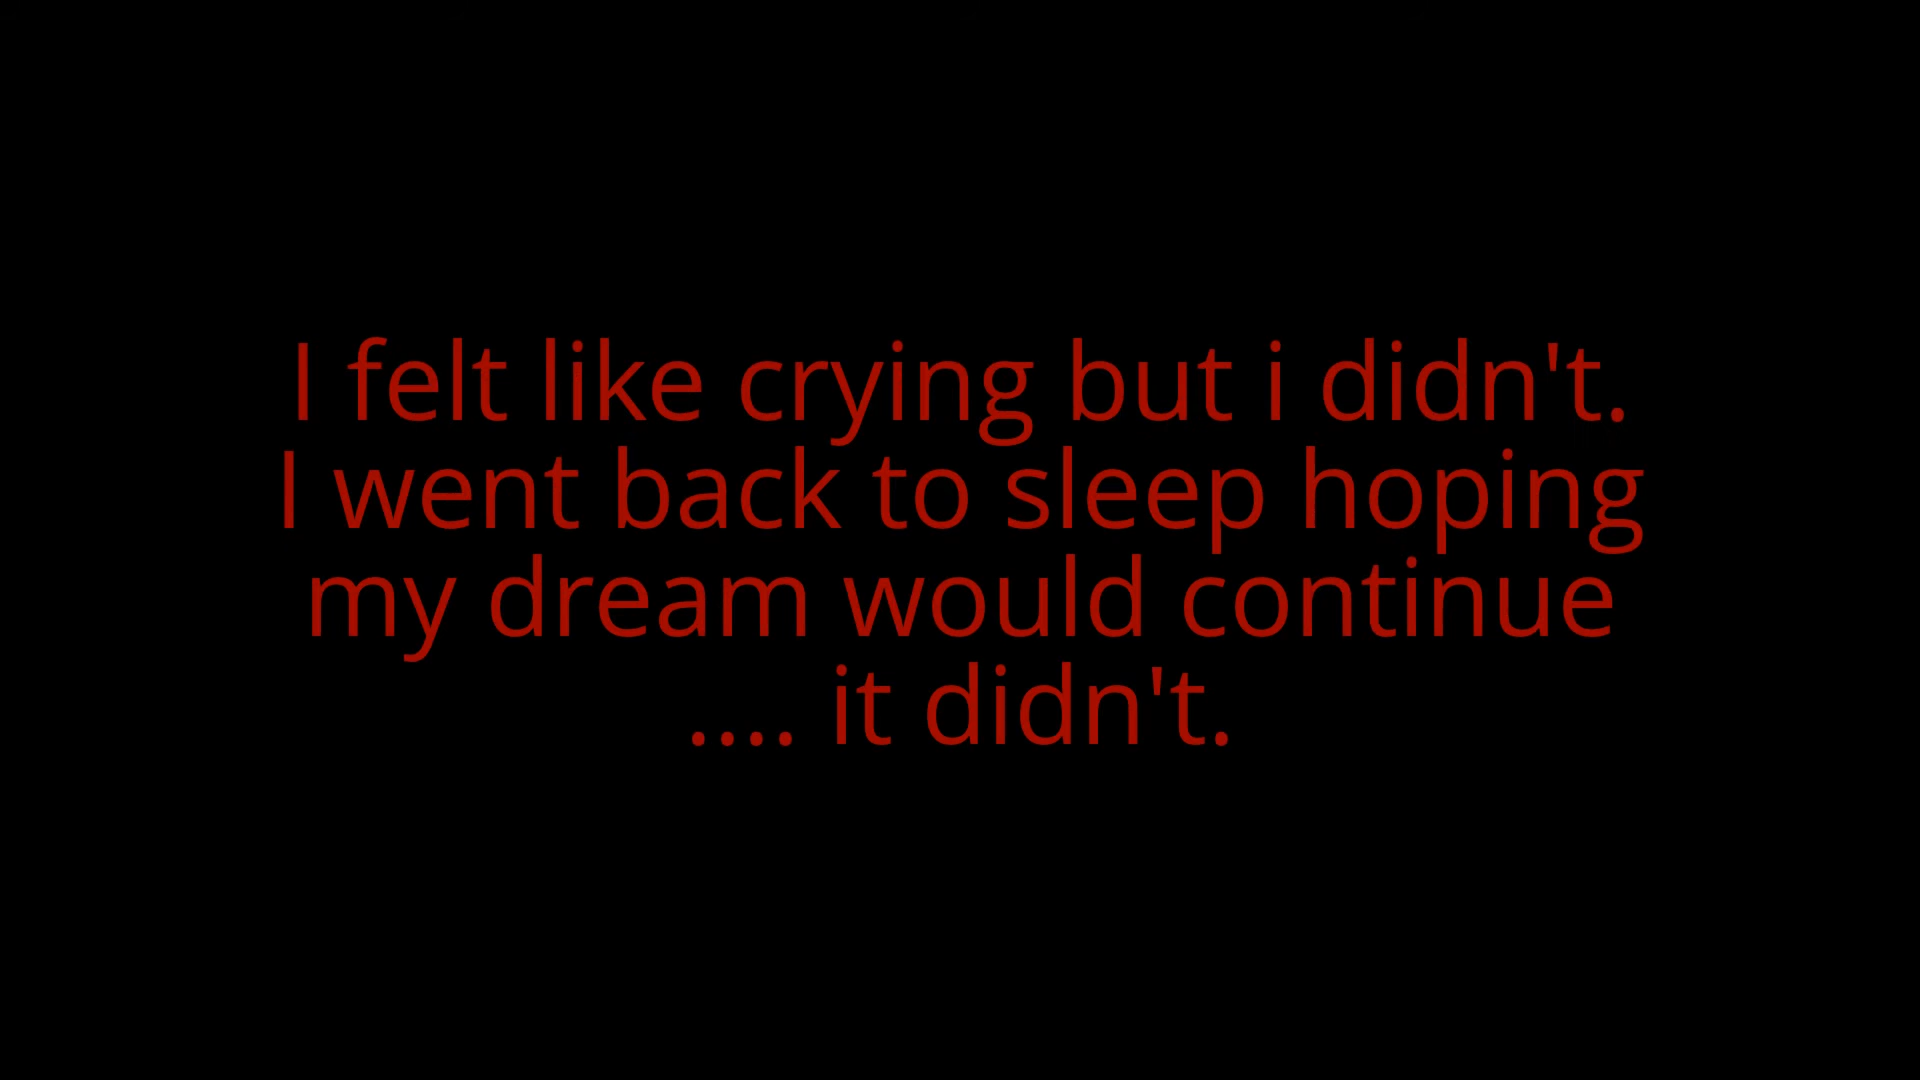 I felt like crying but i didn't.
I went back to sleep hoping
my dream would continue
.... it didn't.